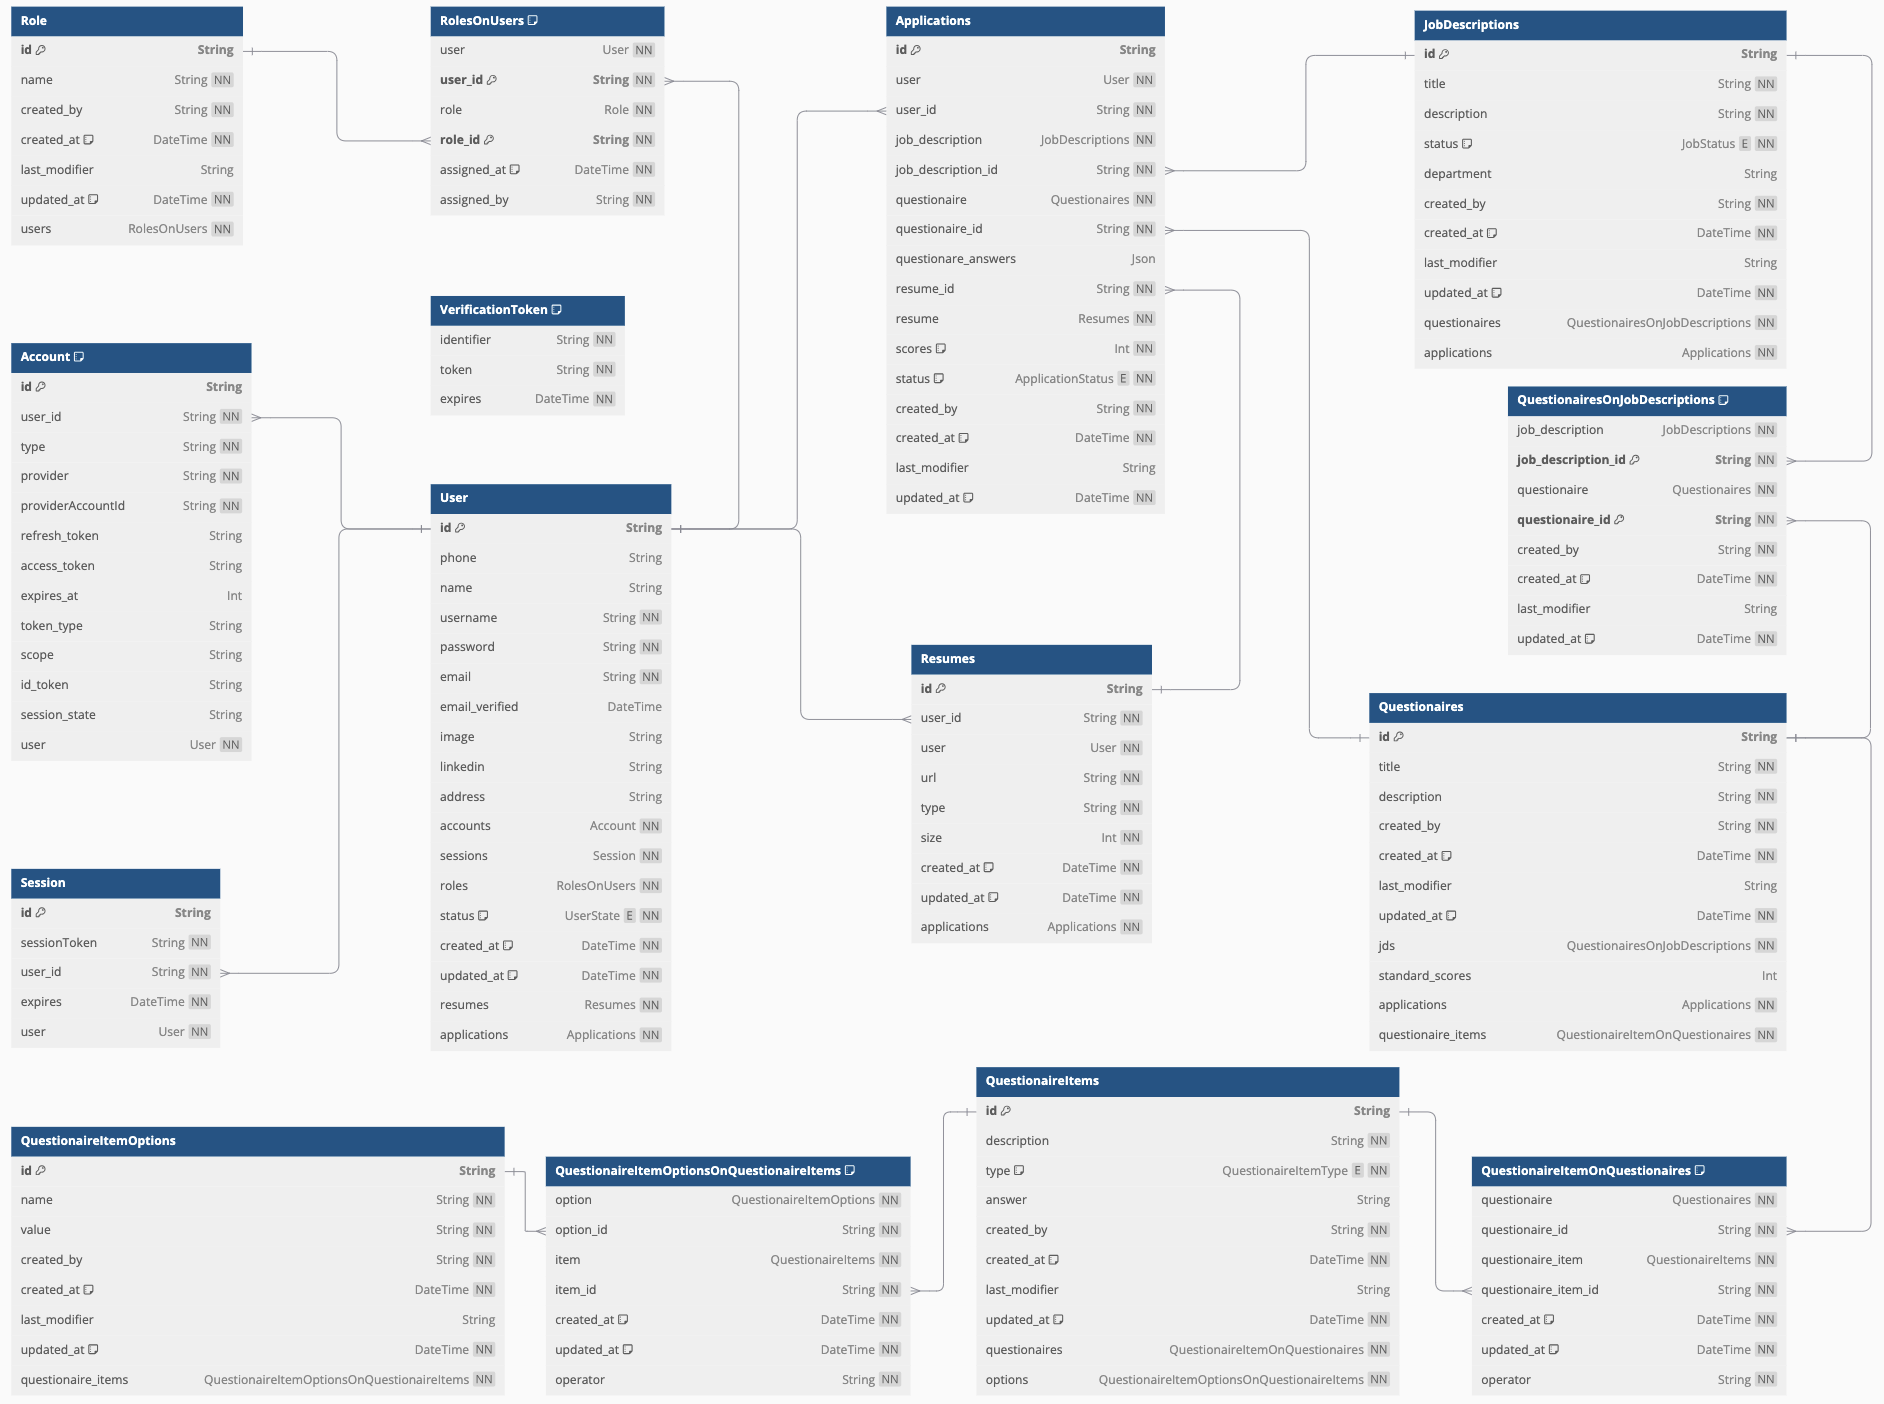 Role
id String
name String NN
created_by String NN
created_at DateTime NN
last_modifier String
updated_at DateTime NN
users RolesOnUsers NN
RolesOnUsers
user User NN
user_id String NN
role Role NN
role_id String NN
assigned_at DateTime NN
assigned_by String NN
Applications
id String
user User NN
user_id String NN
job_description JobDescriptions NN
job_description_id String NN
questionaire Questionaires NN
questionaire_id String NN
questionare_answers Json
resume_id String NN
resume Resumes NN
scores Int NN
status ApplicationStatus E NN
created_by String NN
created_at DateTime NN
last_modifier String
updated_at DateTime NN
JobDescriptions
id String
title String NN
description String NN
status JobStatus E NN
department String
created_by String NN
created_at DateTime NN
last_modifier String
updated_at DateTime NN
questionaires QuestionairesOnJobDescriptions NN
applications Applications NN
VerificationToken
identifier String NN
token String NN
expires DateTime NN
Account
id String
user_id String NN
type String NN
provider String NN
providerAccountId String NN
refresh_token String
access_token String
expires_at Int
token_type String
scope String
id_token String
session_state String
user User NN
QuestionairesOnJobDescriptions
job_description JobDescriptions NN
job_description_id String NN
questionaire Questionaires NN
questionaire_id String NN
created_by String NN
created_at DateTime NN
last_modifier String
updated_at DateTime NN
User
id String
phone String
name String
username String NN
password String NN
email String NN
email_verified DateTime
image String
linkedin String
address String
accounts Account NN
sessions Session NN
roles RolesOnUsers NN
status UserState E NN
created_at DateTime NN
updated_at DateTime NN
resumes Resumes NN
applications Applications NN
Resumes
id String
user_id String NN
user User NN
url String NN
type String NN
size Int NN
created_at DateTime NN
updated_at DateTime NN
applications Applications NN
Questionaires
id String
title String NN
description String NN
created_by String NN
created_at DateTime NN
last_modifier String
updated_at DateTime NN
jds QuestionairesOnJobDescriptions NN
standard_scores Int
applications Applications NN
questionaire_items QuestionaireItemOnQuestionaires NN
Session
id String
sessionToken String NN
user_id String NN
expires DateTime NN
user User NN
QuestionaireItemOptions
id String
name String NN
value String NN
created_by String NN
created_at DateTime NN
last_modifier String
updated_at DateTime NN
questionaire_items QuestionaireItemOptionsOnQuestionaireItems NN
QuestionaireItemOptionsOnQuestionaireItems
option QuestionaireItemOptions NN
option_id String NN
item QuestionaireItems NN
item_id String NN
created_at DateTime NN
updated_at DateTime NN
operator String NN
QuestionaireItems
id String
description String NN
type QuestionaireItemType E NN
answer String
created_by String NN
created_at DateTime NN
last_modifier String
updated_at DateTime NN
questionaires QuestionaireItemOnQuestionaires NN
options QuestionaireItemOptionsOnQuestionaireItems NN
QuestionaireItemOnQuestionaires
questionaire Questionaires NN
questionaire_id String NN
questionaire_item QuestionaireItems NN
questionaire_item_id String NN
created_at DateTime NN
updated_at DateTime NN
operator String NN